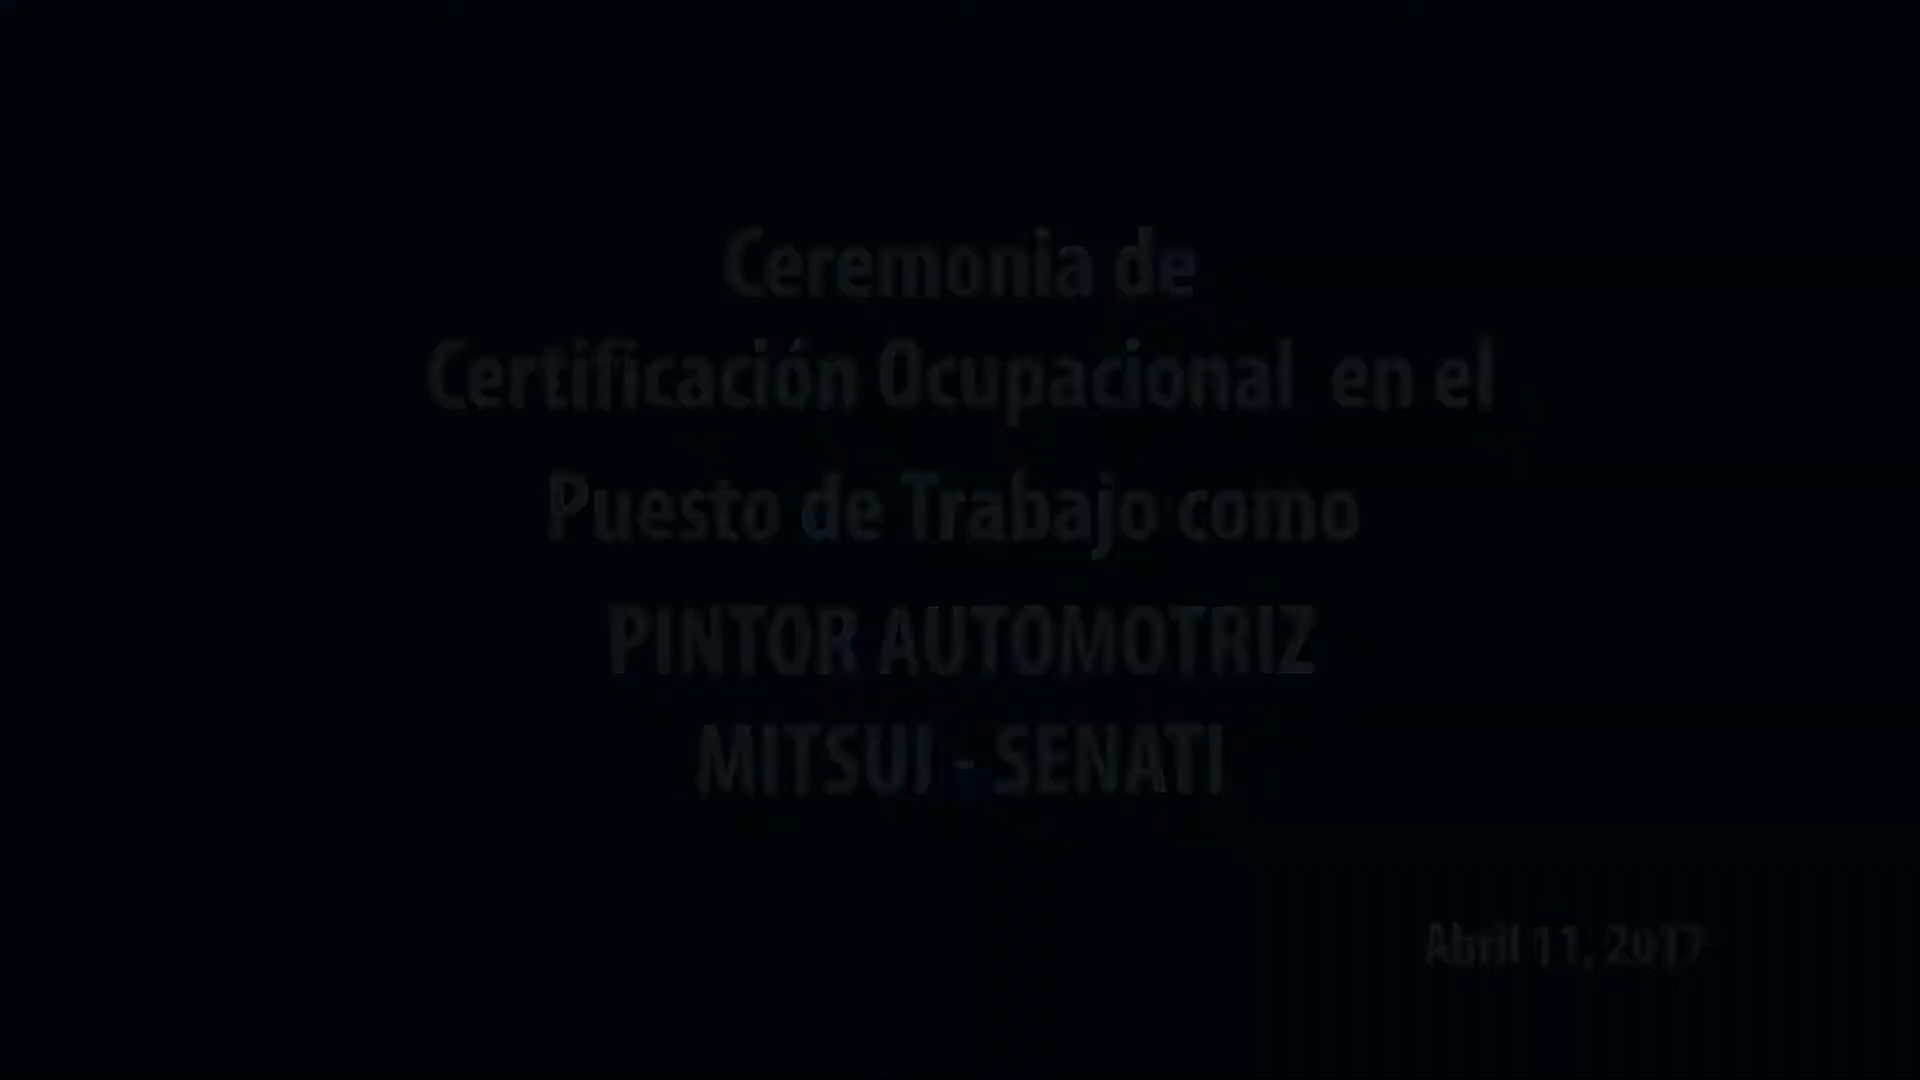 Ceremonia de
Certificación Ocupacional en el
Puesto de Trabajo como
PINTOR AUTOMOTRIZ
MITSUI - SENATI
Abril 11, 2017